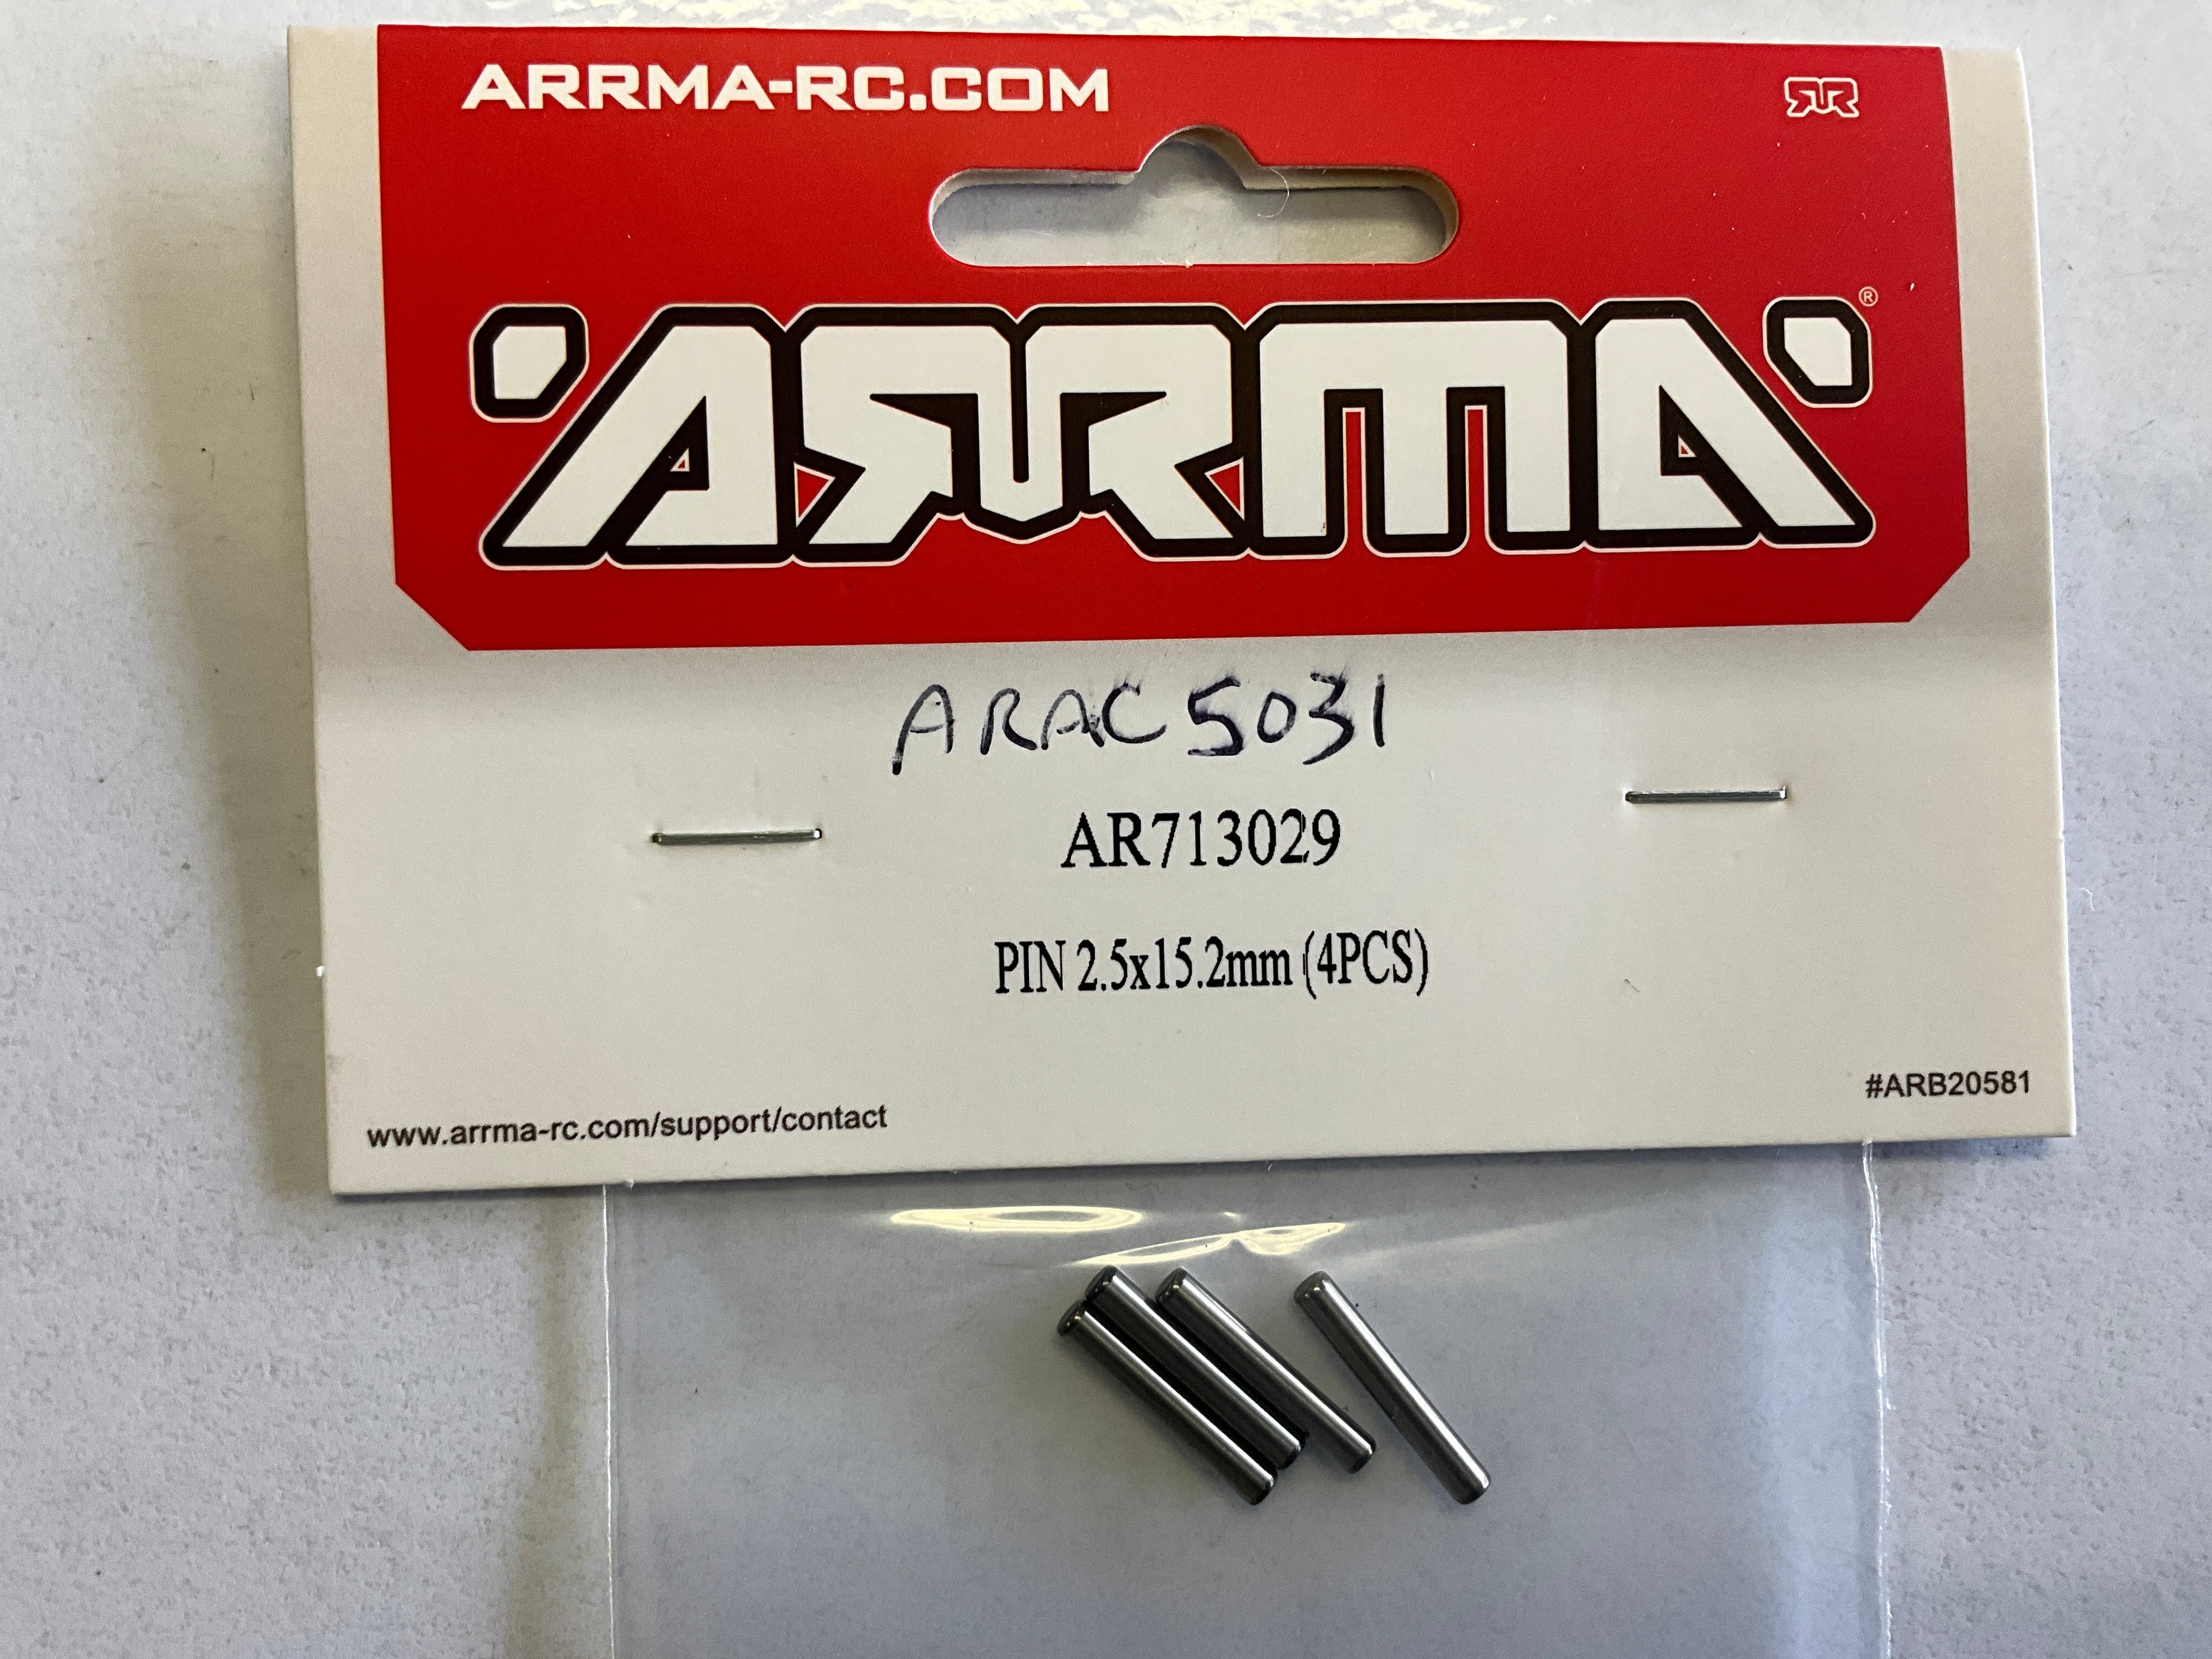 ARRMA-RC.COM
ARRMA®
ARAC5031
AR713029
PIN 2.5x15.2mm (4PCS)
#ARB20581
www.arrma-rc.com/support/contact